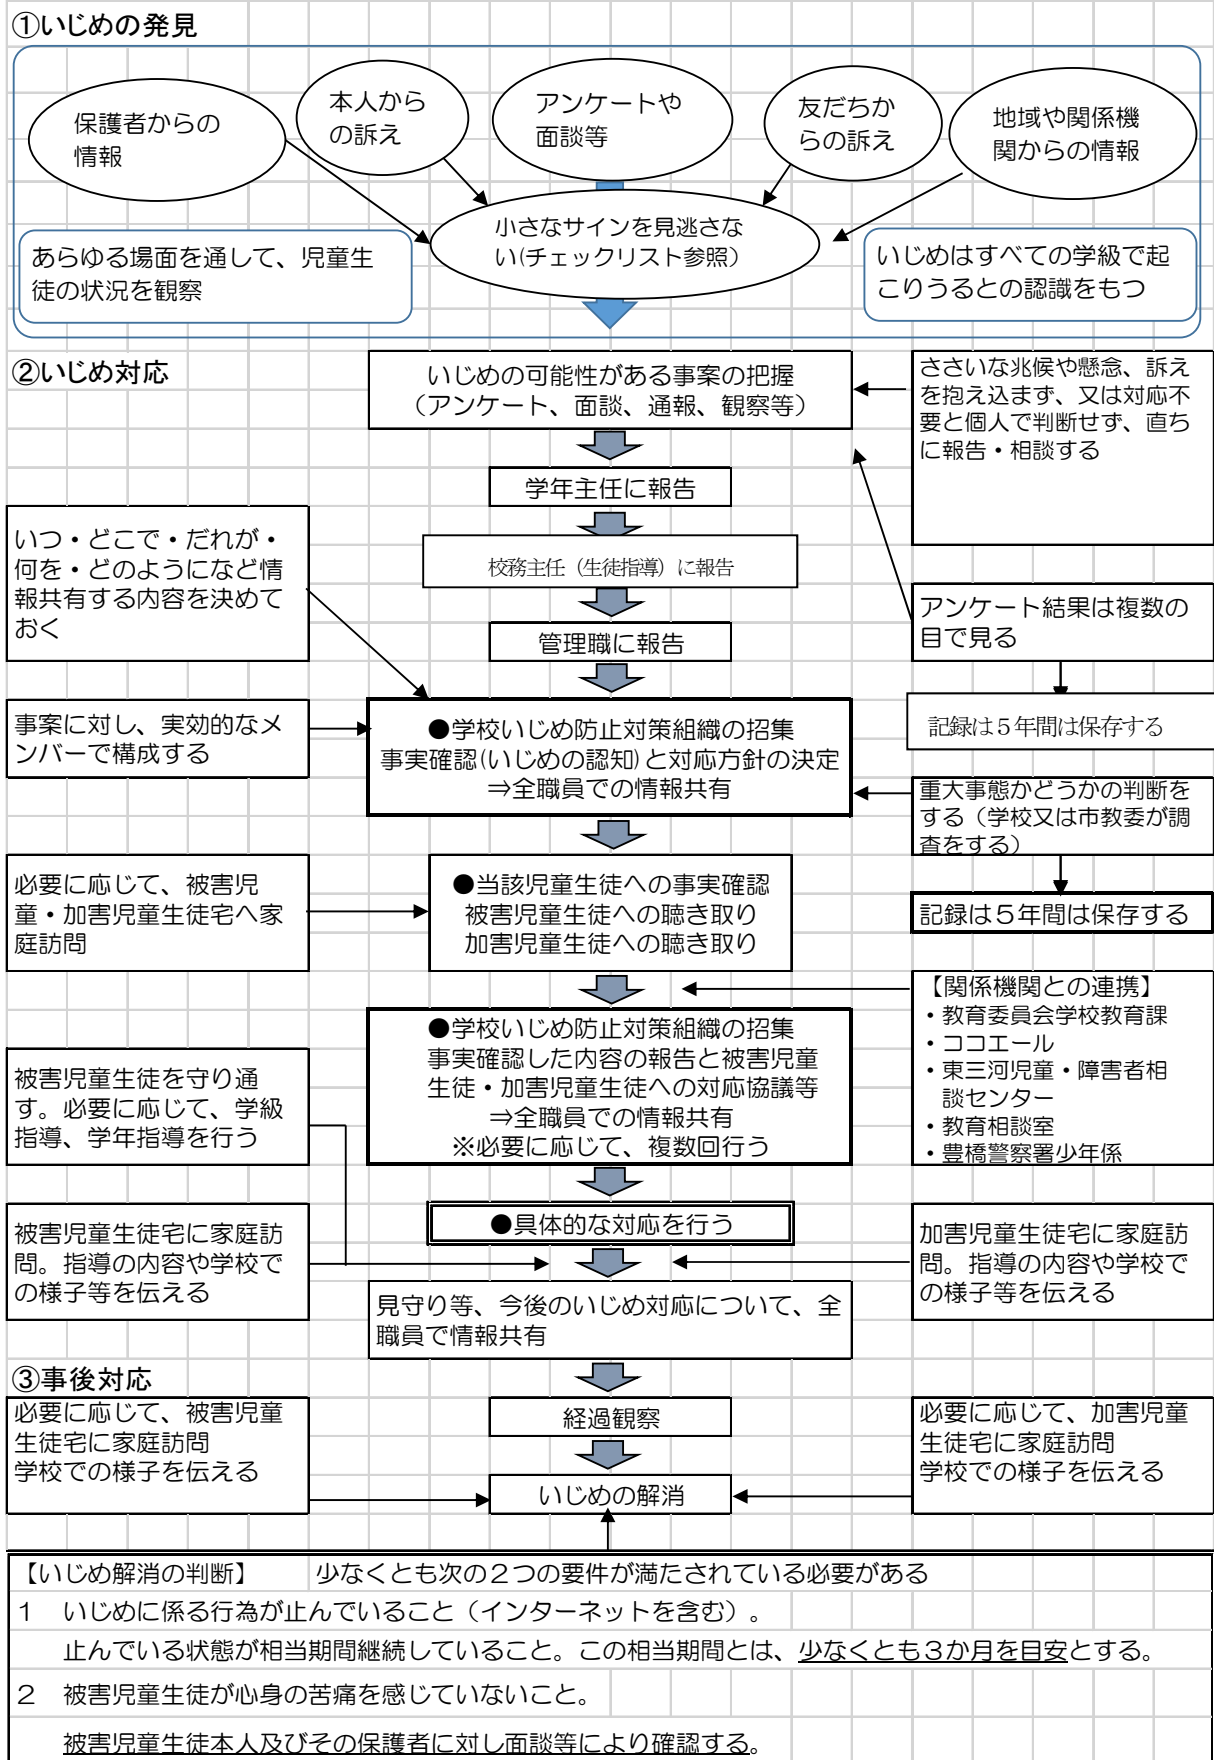 ①いじめの発見
保護者からの
情報
本人から
の訴え
アンケートや
面談等
友だちか
らの訴え
地域や関係機
関からの情報
小さなサインを見逃さな
い(チェックリスト参照）
あらゆる場面を通して、児童生
徒の状況を観察
いじめはすべての学級で起
こりうるとの認識をもつ
②いじめ対応
いじめの可能性がある事案の把握
（アンケート、面談、通報、観察等）
ささいな兆候や懸念、訴え
を抱え込まず、又は対応不
要と個人で判断せず、直ち
に報告・相談する
学年主任に報告
いつ・どこで・だれが・
何を・どのようになど情
報共有する内容を決めて
おく
校務主任（生徒指導）に報告
アンケート結果は複数の
目で見る
管理職に報告
記録は５年間は保存する
事案に対し、実効的なメ
ンバーで構成する
●学校いじめ防止対策組織の招集
事実確認(いじめの認知)と対応方針の決定
⇒全職員での情報共有
重大事態かどうかの判断を
する（学校又は市教委が調
査をする）
必要に応じて、被害児
童・加害児童生徒宅へ家
庭訪問
●当該児童生徒への事実確認
被害児童生徒への聴き取り
加害児童生徒への聴き取り
記録は５年間は保存する
【関係機関との連携】
・教育委員会学校教育課
・ココエール
・東三河児童・障害者相
談センター
・教育相談室
・豊橋警察署少年係
●学校いじめ防止対策組織の招集
事実確認した内容の報告と被害児童
生徒・加害児童生徒への対応協議等
⇒全職員での情報共有
※必要に応じて、複数回行う
被害児童生徒を守り通
す。必要に応じて、学級
指導、学年指導を行う
●具体的な対応を行う
被害児童生徒宅に家庭訪
問。指導の内容や学校で
の様子等を伝える
加害児童生徒宅に家庭訪
問。指導の内容や学校で
の様子等を伝える
見守り等、今後のいじめ対応について、全
職員で情報共有
③事後対応
必要に応じて、被害児童
生徒宅に家庭訪問
学校での様子を伝える
経過観察
必要に応じて、加害児童
生徒宅に家庭訪問
学校での様子を伝える
いじめの解消
【いじめ解消の判断】　　少なくとも次の２つの要件が満たされている必要がある
１　いじめに係る行為が止んでいること（インターネットを含む）。
止んでいる状態が相当期間継続していること。この相当期間とは、少なくとも３か月を目安とする。
２　被害児童生徒が心身の苦痛を感じていないこと。
被害児童生徒本人及びその保護者に対し面談等により確認する。